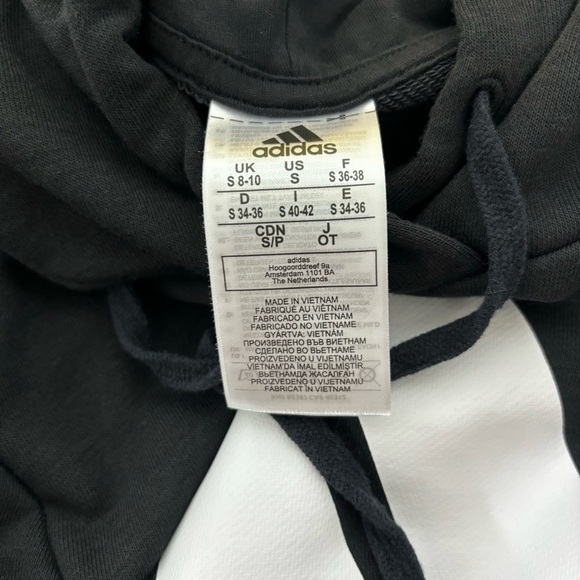 adidas
UK US F
S 8-10 S S 36-38
D I E
S 34-36 S 40-42 S 34-36
CDN J
S/P OT
adidas
Hoogoorddreef 9a
Amsterdam 1101 BA
The Netherlands
MADE IN VIETNAM
FABRIQUÉ AU VIETNAM
FABRICADO EN VIETNAM
FABRICADO NO VIETNAME
GYÁRTVA: VIETNAM
ПРОИЗВЕДЕНО ВЪВ ВИЕТНАМ
СДЕЛАНО ВО ВЬЕТНАМЕ
PROIZVEDENO U VIJETNAMU
VIETNAM'DA İMAL EDİLMİŞTİR
ВЬЕТНАМДА ЖАСАЛҒАН
PROIZVEDENO U VIJETNAMU
FABRICAT IN VIETNAM